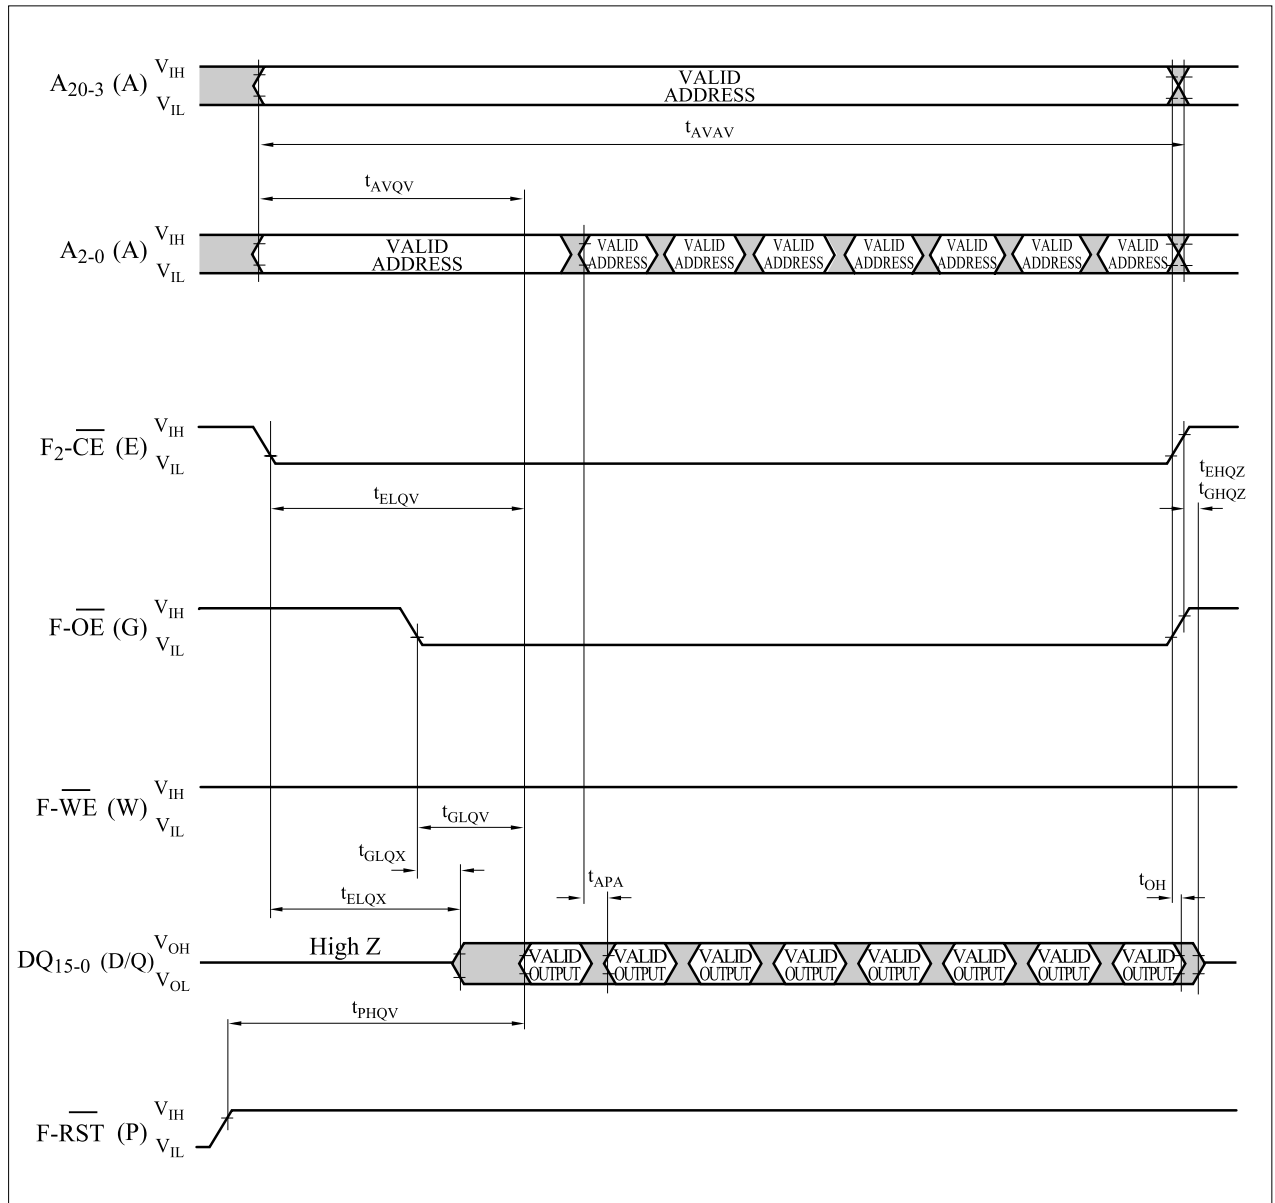 A20-3 (A) VIH
VIL
VALID
ADDRESS
tAVAV
tAVQV
A2-0 (A) VIH
VIL
VALID
ADDRESS
VALID
ADDRESS
VALID
ADDRESS
VALID
ADDRESS
VALID
ADDRESS
VALID
ADDRESS
VALID
ADDRESS
VALID
ADDRESS
F2-CE (E) VIH
VIL
tELQV
tEHQZ
tGHQZ
F-OE (G) VIH
VIL
F-WE (W) VIH
VIL
tGLQV
tGLQX
tELQX
tAPA
tOH
DQ15-0 (D/Q) VOH
VOL
High Z
VALID
OUTPUT
VALID
OUTPUT
VALID
OUTPUT
VALID
OUTPUT
VALID
OUTPUT
VALID
OUTPUT
VALID
OUTPUT
VALID
OUTPUT
tPHQV
F-RST (P) VIH
VIL